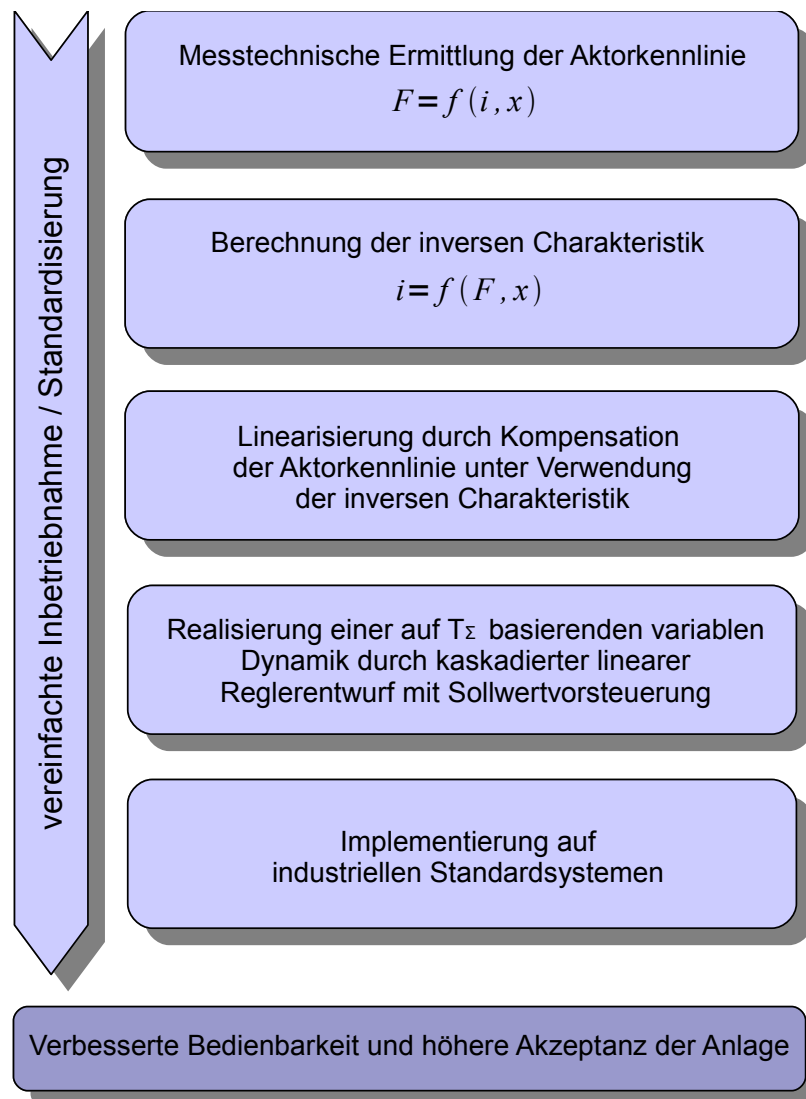 vereinfachte Inbetriebnahme / Standardisierung
Messtechnische Ermittlung der Aktorkennlinie
F=f(i,x)
Berechnung der inversen Charakteristik
i=f(F,x)
Linearisierung durch Kompensation
der Aktorkennlinie unter Verwendung
der inversen Charakteristik
Realisierung einer auf TΣ basierenden variablen
Dynamik durch kaskadierter linearer
Reglerentwurf mit Sollwertvorsteuerung
Implementierung auf
industriellen Standardsystemen
Verbesserte Bedienbarkeit und höhere Akzeptanz der Anlage